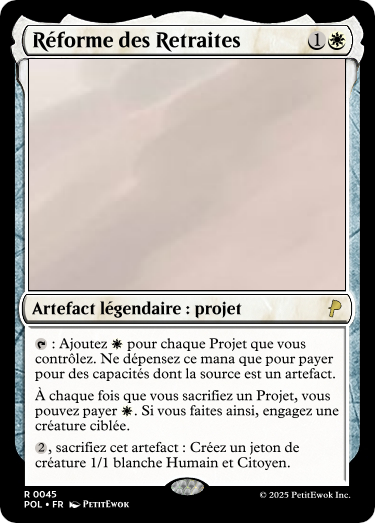 Réforme des Retraites 1
Artefact légendaire : projet
: Ajoutez pour chaque Projet que vous
contrôlez. Ne dépensez ce mana que pour payer
pour des capacités dont la source est un artefact.
À chaque fois que vous sacrifiez un Projet, vous
pouvez payer . Si vous faites ainsi, engagez une
créature ciblée.
2, sacrifiez cet artefact : Créez un jeton de
créature 1/1 blanche Humain et Citoyen.
R 0045
POL • FR PetitEwok
© 2025 PetitEwok Inc.